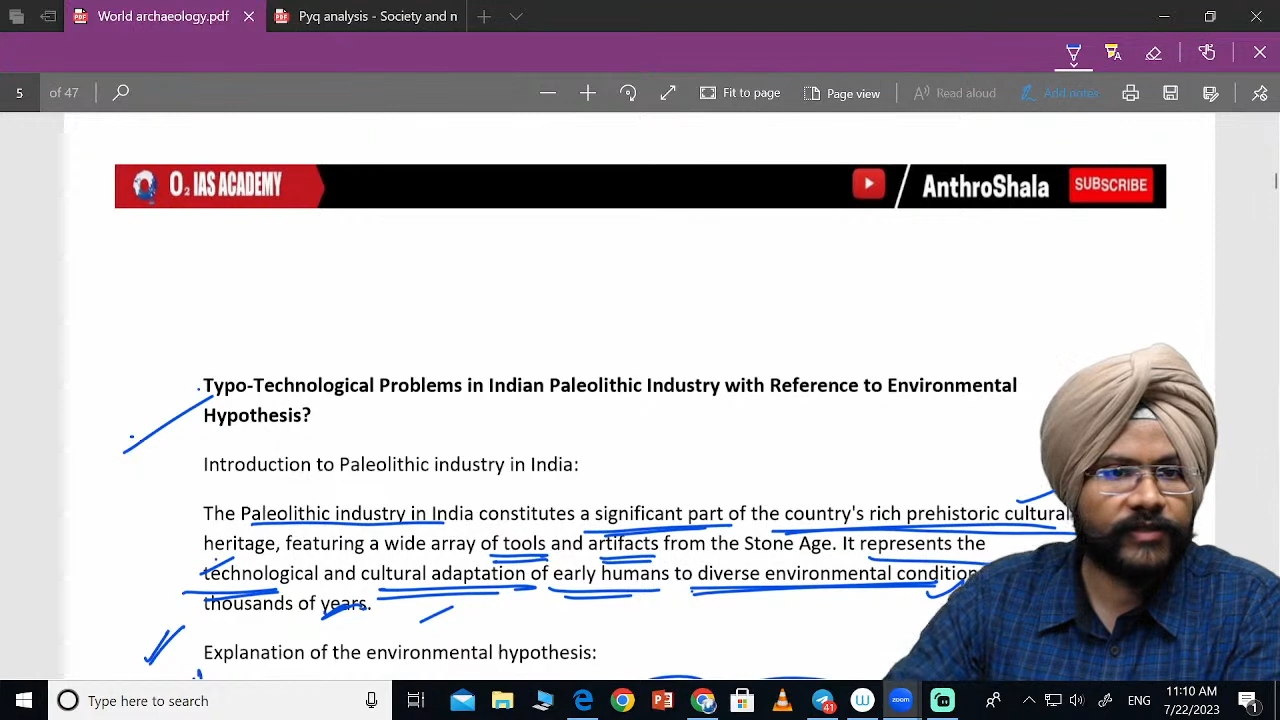 World archaeology.pdf
Pyq analysis - Society and n
5 of 47
Fit to page
Page view
Read aloud
Add notes
O2 IAS ACADEMY
AnthroShala
SUBSCRIBE
Typo-Technological Problems in Indian Paleolithic Industry with Reference to Environmental
Hypothesis?
Introduction to Paleolithic industry in India:
The Paleolithic industry in India constitutes a significant part of the country's rich prehistoric cultural
heritage, featuring a wide array of tools and artifacts from the Stone Age. It represents the
technological and cultural adaptation of early humans to diverse environmental condition
thousands of years.
Explanation of the environmental hypothesis:
Type here to search
41
zoom
ENG
11:10 AM
7/22/2023
1